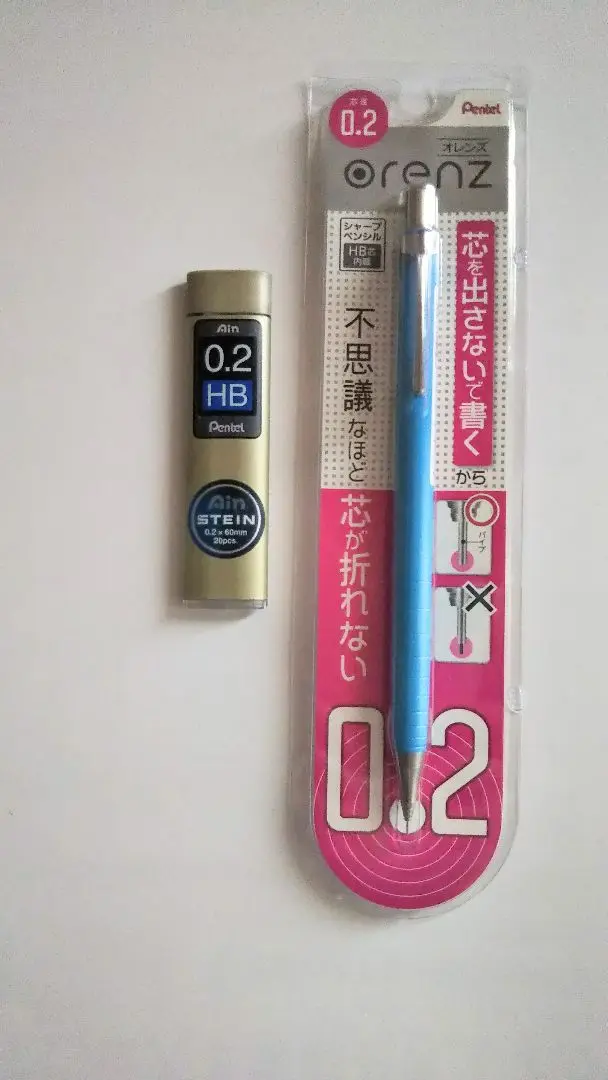 Ain
0.2
HB
Pentel
Ain
STEIN
0.2 × 60mm
20pcs.
芯径
0.2
Pentel
オレンズ
orenz
シャープ
ペンシル
HB芯
内蔵
芯を出さないで書く
から
不思議なほど
芯が折れない
パイプ
0.2